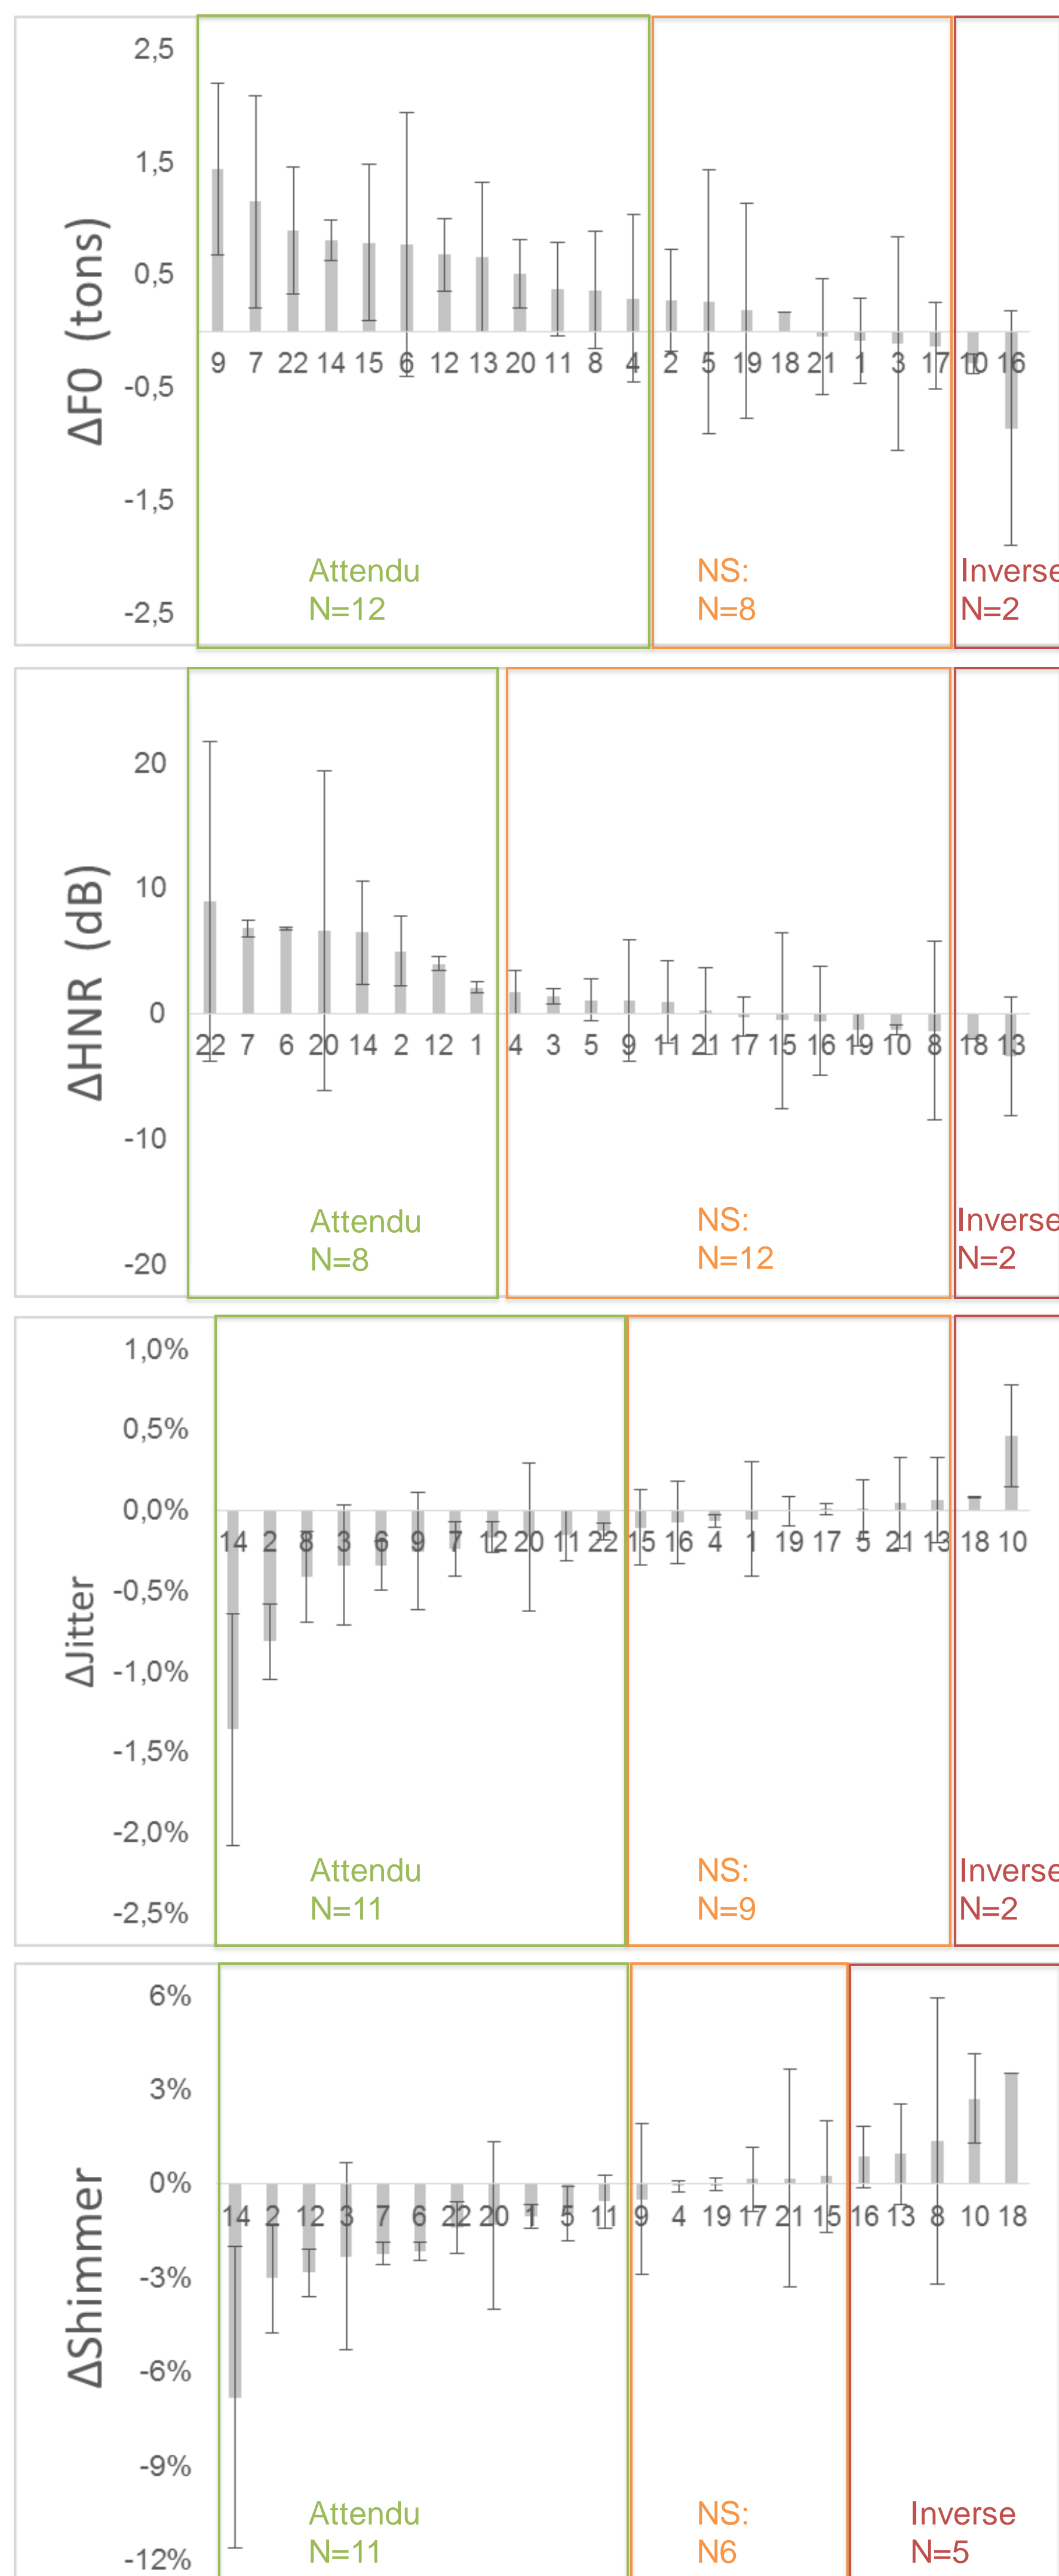 2,5
1,5
0,5
-0,5
-1,5
-2,5
ΔF0 (tons)
9 7 22 14 15 6 12 13 20 11 8 4 2 5 19 18 21 1 3 17 10 16
Attendu
N=12
NS:
N=8
Inverse
N=2
20
10
0
-10
-20
ΔHNR (dB)
22 7 6 20 14 2 12 1 4 3 5 9 11 21 17 15 16 19 10 8 18 13
Attendu
N=8
NS:
N=12
Inverse
N=2
1,0%
0,5%
0,0%
-0,5%
-1,0%
-1,5%
-2,0%
-2,5%
ΔJitter
14 2 8 3 6 9 7 12 20 11 22 15 16 4 1 19 17 5 21 13 18 10
Attendu
N=11
NS:
N=9
Inverse
N=2
6%
3%
0%
-3%
-6%
-9%
-12%
ΔShimmer
14 2 12 3 7 6 22 20 1 5 11 9 4 19 17 21 15 16 13 8 10 18
Attendu
N=11
NS:
N6
Inverse
N=5